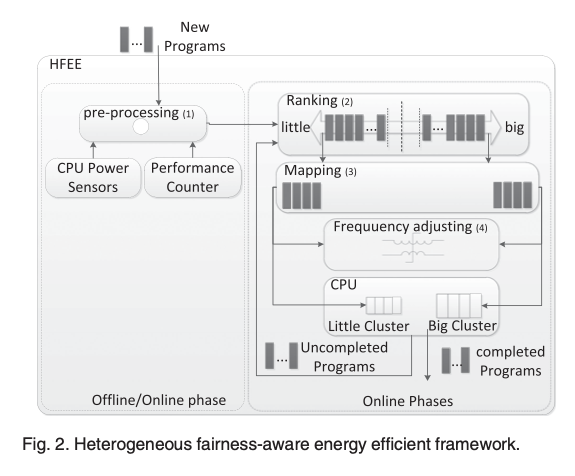 New
Programs
HFEE
pre-processing (1)
CPU Power
Sensors
Performance
Counter
Ranking (2)
little
big
Mapping (3)
Frequuency adjusting (4)
CPU
Little Cluster
Big Cluster
Uncompleted
Programs
completed
Programs
Offline/Online phase
Online Phases
Fig. 2. Heterogeneous fairness-aware energy efficient framework.